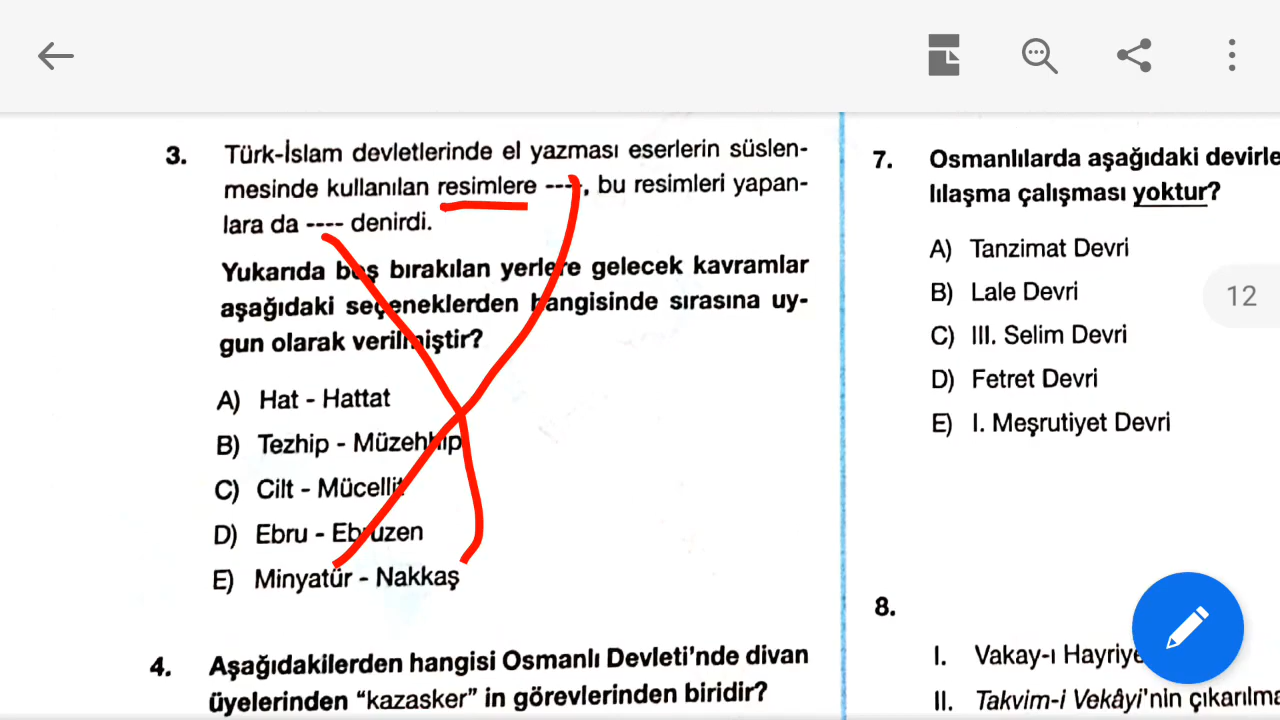 3. Türk-İslam devletlerinde el yazması eserlerin süslen-
mesinde kullanılan resimlere ----, bu resimleri yapan-
lara da ---- denirdi.
Yukarıda boş bırakılan yerlere gelecek kavramlar
aşağıdaki seçeneklerden hangisinde sırasına uy-
gun olarak verilmiştir?
A) Hat - Hattat
B) Tezhip - Müzehhip
C) Cilt - Mücellit
D) Ebru - Ebruzen
E) Minyatür - Nakkaş
4. Aşağıdakilerden hangisi Osmanlı Devleti'nde divan
üyelerinden "kazasker" in görevlerinden biridir?
7. Osmanlılarda aşağıdaki devirle
lılaşma çalışması yoktur?
A) Tanzimat Devri
B) Lale Devri
C) III. Selim Devri
D) Fetret Devri
E) I. Meşrutiyet Devri
12
8.
I. Vakay-ı Hayriye
II. Takvim-i Vekâyi'nin çıkarılma